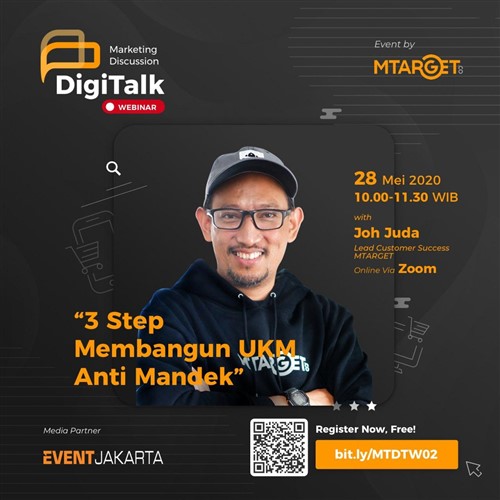 Marketing
Discussion
DigiTalk
WEBINAR
Event by
MTARGET
28 Mei 2020
10.00-11.30 WIB
with
Joh Juda
Lead Customer Success
MTARGET
Online Via Zoom
“3 Step
Membangun UKM
Anti Mandek”
MTARGET
Media Partner
EVENTJAKARTA
Register Now, Free!
bit.ly/MTDTW02